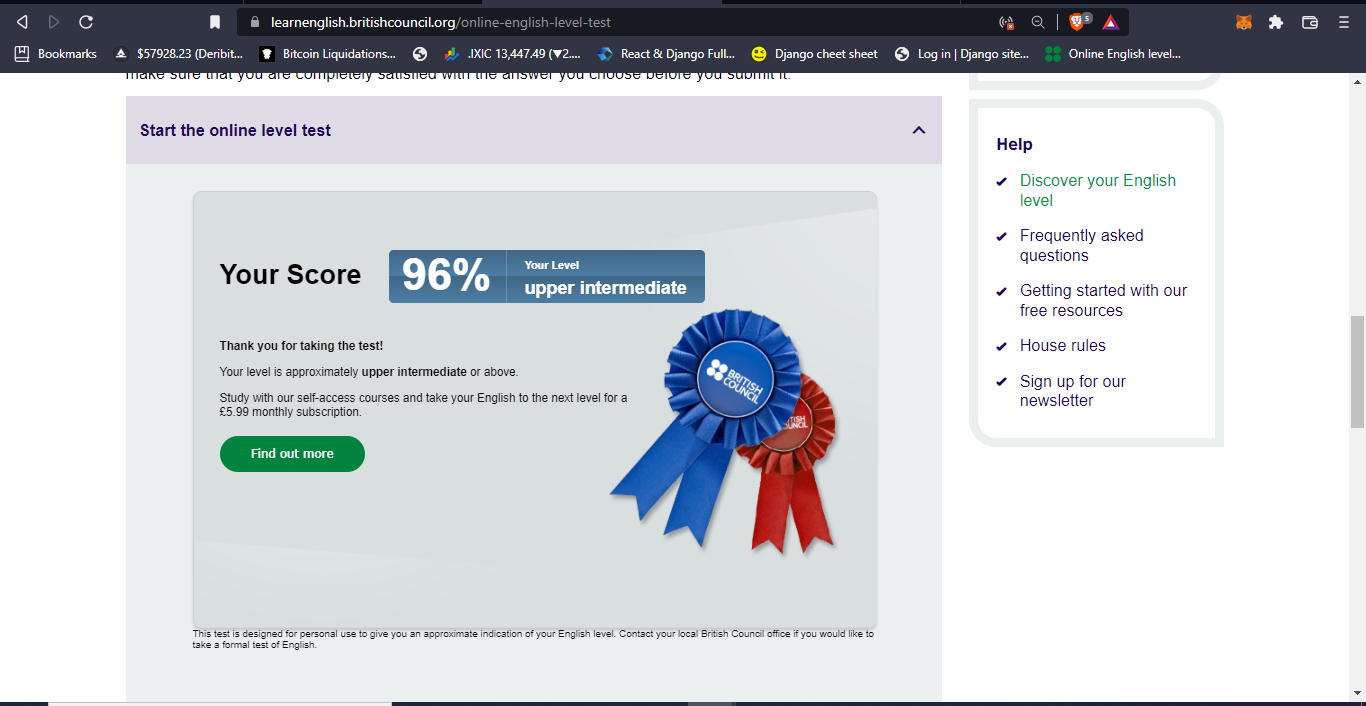 learnenglish.britishcouncil.org/online-english-level-test
5
Bookmarks
$57928.23 (Deribit...
Bitcoin Liquidations...
.IXIC 13,447.49 (▼2....
React & Django Full...
Django cheet sheet
Log in | Django site...
Online English level...
make sure that you are completely satisfied with the answer you choose before you submit it.
Start the online level test
Your Score
96%
Your Level
upper intermediate
Thank you for taking the test!
Your level is approximately upper intermediate or above.
Study with our self-access courses and take your English to the next level for a
£5.99 monthly subscription.
Find out more
BRITISH
COUNCIL
TISH
UNCIL
This test is designed for personal use to give you an approximate indication of your English level. Contact your local British Council office if you would like to
take a formal test of English.
Help
Discover your English
level
Frequently asked
questions
Getting started with our
free resources
House rules
Sign up for our
newsletter